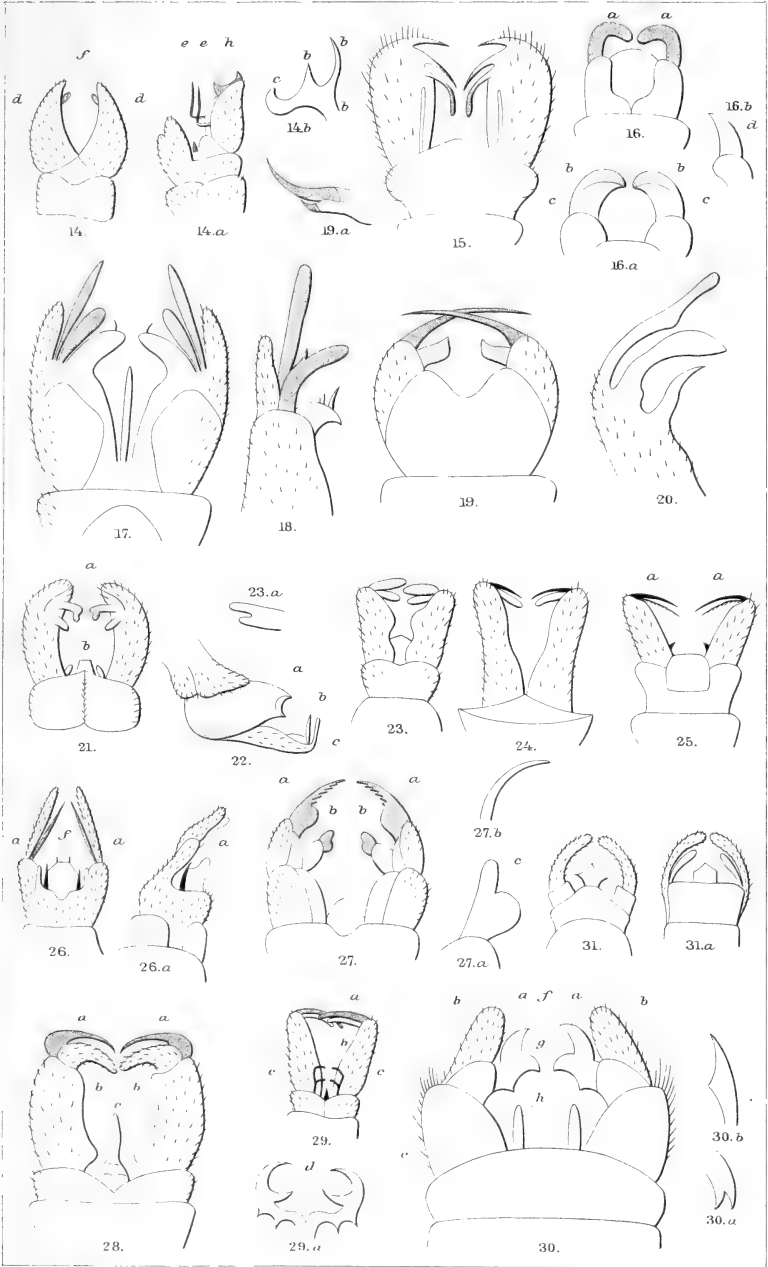 a a
f e e h b b
c
d d 16.b
b d
14.b 16.
b b
c c
14. 14.a 19.a 15.
16.a
17. 18. 19. 20.
a
23.a
b a
b
c
21. 22. 23. 24. 25.
a a
a a
b b
27.b
a f a a
c
26. 26.a 27. 27.a 31. 31.a
a a a b a f a b
g
b b b h
c c c
29. 30.b
d c
30.a
28. 29.a 30.